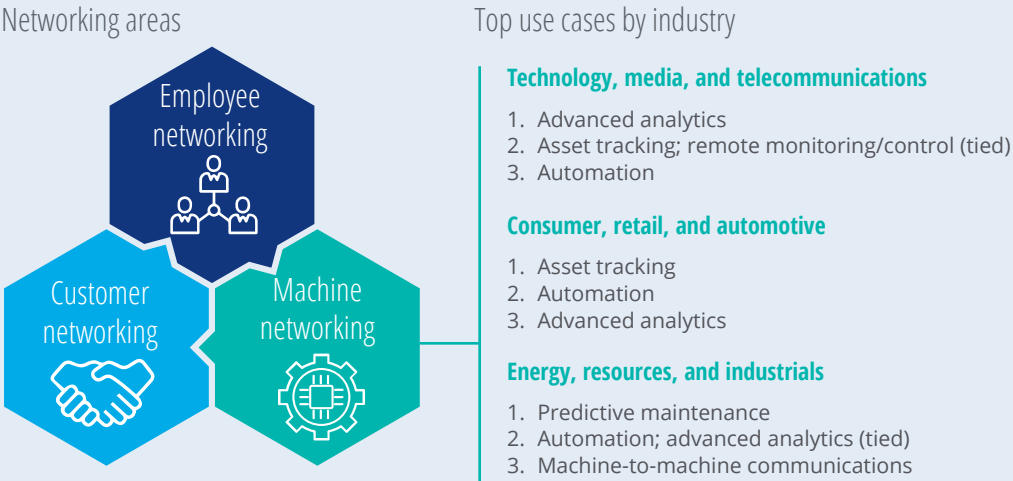 Networking areas
Employee
networking
Customer
networking
Machine
networking
Top use cases by industry
Technology, media, and telecommunications
1. Advanced analytics
2. Asset tracking; remote monitoring/control (tied)
3. Automation
Consumer, retail, and automotive
1. Asset tracking
2. Automation
3. Advanced analytics
Energy, resources, and industrials
1. Predictive maintenance
2. Automation; advanced analytics (tied)
3. Machine-to-machine communications